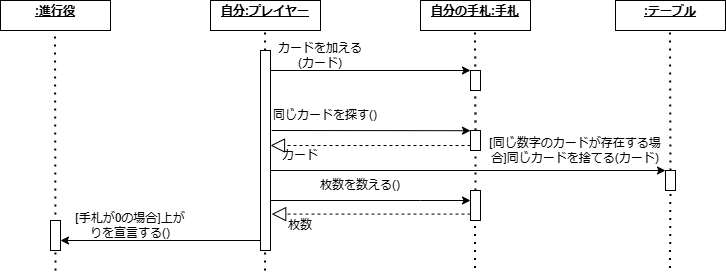 :進行役
自分:プレイヤー
自分の手札:手札
:テーブル
カードを加える
(カード)
同じカードを探す()
カード
[同じ数字のカードが存在する場
合]同じカードを捨てる(カード)
枚数を数える()
枚数
[手札が0の場合]上が
りを宣言する()